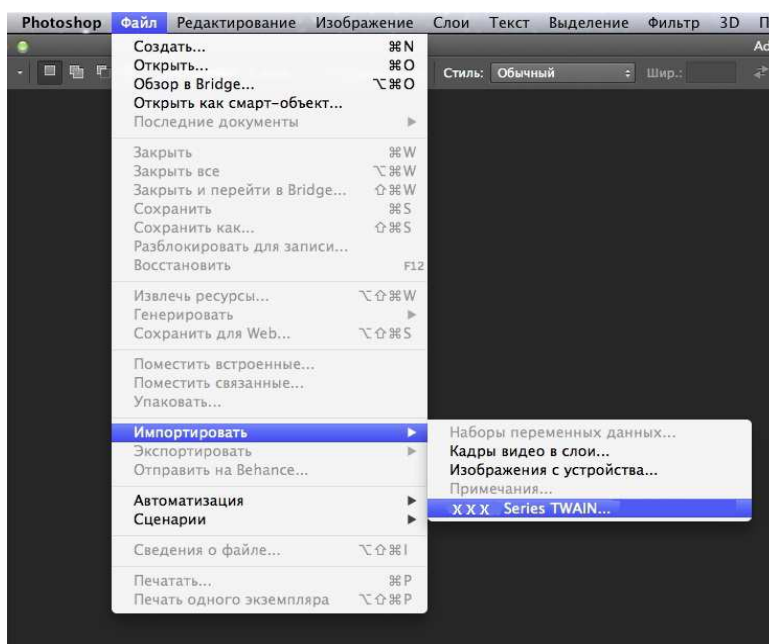 Photoshop Файл Редактирование Изображение Слои Текст Выделение Фильтр 3D
Стиль: Обычный Шир.:
Создать... ⌘N
Открыть... ⌘O
Обзор в Bridge... ⌥⌘O
Открыть как смарт-объект...
Последние документы
Закрыть ⌘W
Закрыть все ⌥⌘W
Закрыть и перейти в Bridge... ⇧⌘W
Сохранить ⌘S
Сохранить как... ⇧⌘S
Разблокировать для записи...
Восстановить F12
Извлечь ресурсы... ⌥⇧⌘W
Генерировать
Сохранить для Web... ⌥⇧⌘S
Поместить встроенные...
Поместить связанные...
Упаковать...
Импортировать
Экспортировать
Отправить на Behance...
Автоматизация
Сценарии
Сведения о файле... ⌥⇧⌘I
Печатать... ⌘P
Печать одного экземпляра ⌥⇧⌘P
Наборы переменных данных...
Кадры видео в слои...
Изображения с устройства...
Примечания...
X X X Series TWAIN...